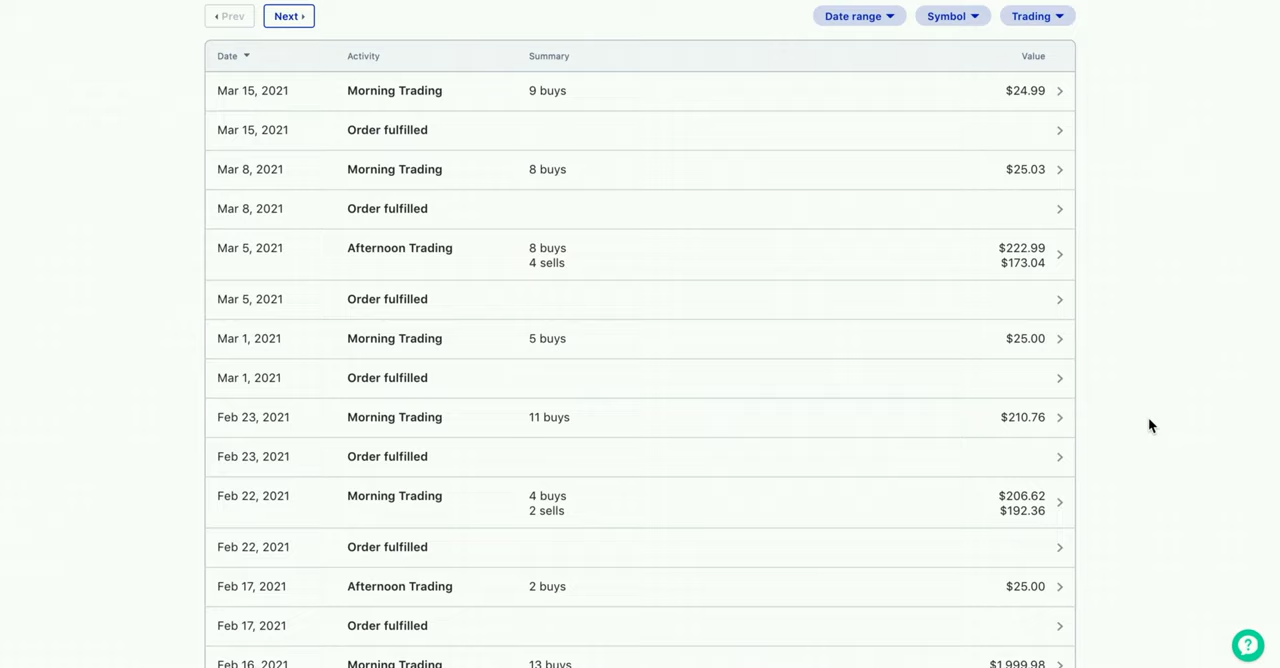 Prev Next Date range Symbol Trading
Date Activity Summary Value
Mar 15, 2021 Morning Trading 9 buys $24.99
Mar 15, 2021 Order fulfilled
Mar 8, 2021 Morning Trading 8 buys $25.03
Mar 8, 2021 Order fulfilled
Mar 5, 2021 Afternoon Trading 8 buys $222.99
4 sells $173.04
Mar 5, 2021 Order fulfilled
Mar 1, 2021 Morning Trading 5 buys $25.00
Mar 1, 2021 Order fulfilled
Feb 23, 2021 Morning Trading 11 buys $210.76
Feb 23, 2021 Order fulfilled
Feb 22, 2021 Morning Trading 4 buys $206.62
2 sells $192.36
Feb 22, 2021 Order fulfilled
Feb 17, 2021 Afternoon Trading 2 buys $25.00
Feb 17, 2021 Order fulfilled
Feb 16, 2021 Morning Trading 13 buys $1,999.98
?